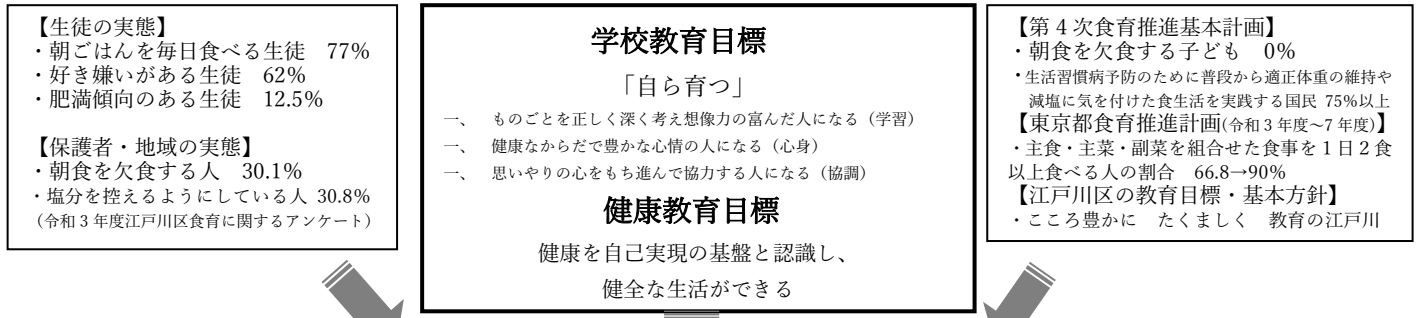 【生徒の実態】
・朝ごはんを毎日食べる生徒　77%
・好き嫌いがある生徒　62%
・肥満傾向のある生徒　12.5%
【保護者・地域の実態】
・朝食を欠食する人　30.1%
・塩分を控えるようにしている人 30.8%
（令和３年度江戸川区食育に関するアンケート）
学校教育目標
「自ら育つ」
一、　ものごとを正しく深く考え想像力の富んだ人になる（学習）
一、　健康なからだで豊かな心情の人になる（心身）
一、　思いやりの心をもち進んで協力する人になる（協調）
健康教育目標
健康を自己実現の基盤と認識し、
健全な生活ができる
【第４次食育推進基本計画】
・朝食を欠食する子ども　0%
・生活習慣病予防のために普段から適正体重の維持や
減塩に気を付けた食生活を実践する国民 75%以上
【東京都食育推進計画(令和３年度～７年度)】
・主食・主菜・副菜を組合せた食事を１日２食
以上食べる人の割合　66.8→90%
【江戸川区の教育目標・基本方針】
・こころ豊かに　たくましく　教育の江戸川